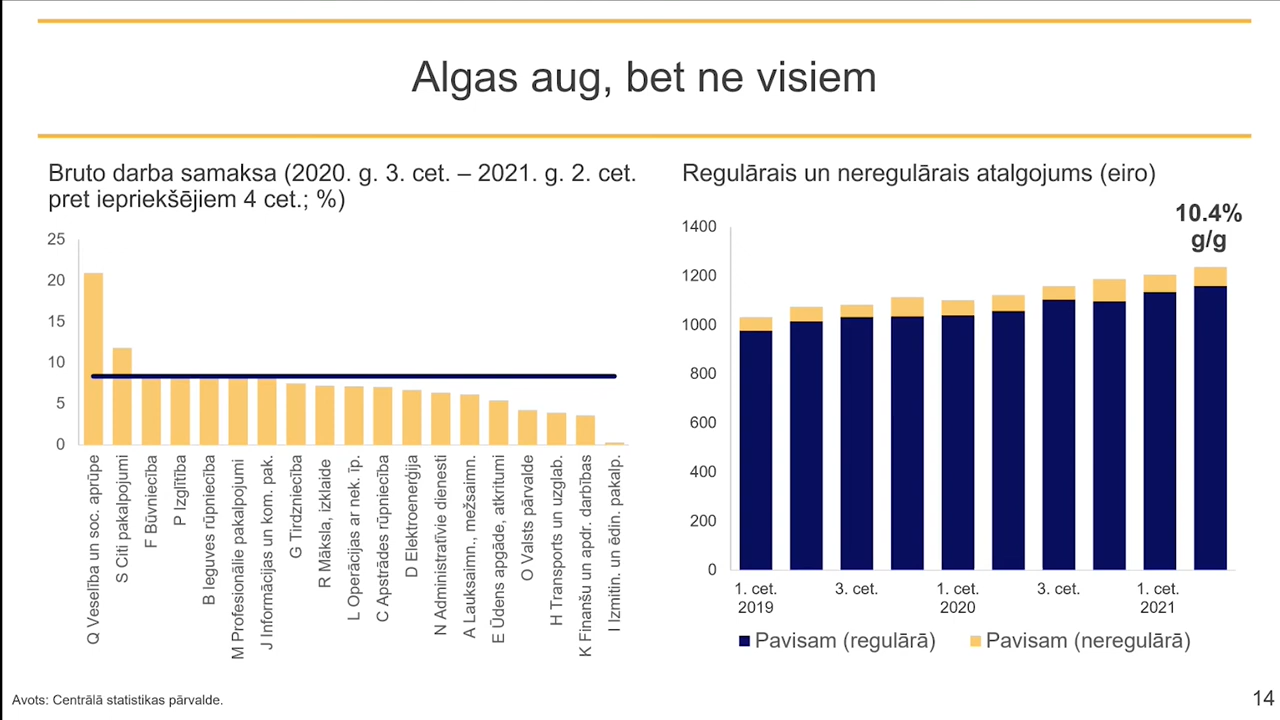 Algas aug, bet ne visiem
Bruto darba samaksa (2020. g. 3. cet. – 2021. g. 2. cet.
pret iepriekšējiem 4 cet.; %)
25
20
15
10
5
0
Q Veselība un soc. aprūpe
S Citi pakalpojumi
F Būvniecība
P Izglītība
B Ieguves rūpniecība
M Profesionālie pakalpojumi
J Informācijas un kom. pak.
G Tirdzniecība
R Māksla, izklaide
L Operācijas ar nek. īp.
C Apstrādes rūpniecība
D Elektroenerģija
N Administratīvie dienesti
A Lauksaimn., mežsaimn.
E Ūdens apgāde, atkritumi
O Valsts pārvalde
H Transports un uzglab.
K Finanšu un apdr. darbības
I Izmitin. un ēdin. pakalp.
Regulārais un neregulārais atalgojums (eiro)
10.4%
g/g
1400
1200
1000
800
600
400
200
0
1. cet. 3. cet. 1. cet. 3. cet. 1. cet.
2019 2020 2021
Pavisam (regulārā) Pavisam (neregulārā)
Avots: Centrālā statistikas pārvalde.
14